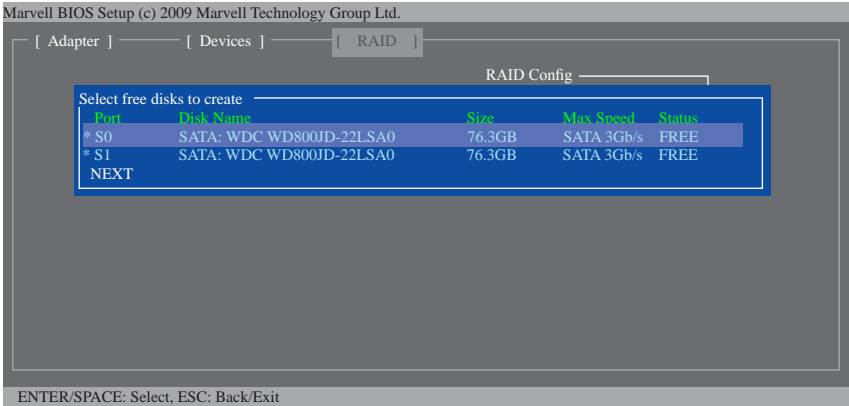 Marvell BIOS Setup (c) 2009 Marvell Technology Group Ltd.
[ Adapter ] [ Devices ] [ RAID ]
RAID Config
Select free disks to create
Port Disk Name Size Max Speed Status
* S0 SATA: WDC WD800JD-22LSA0 76.3GB SATA 3Gb/s FREE
* S1 SATA: WDC WD800JD-22LSA0 76.3GB SATA 3Gb/s FREE
NEXT
ENTER/SPACE: Select, ESC: Back/Exit